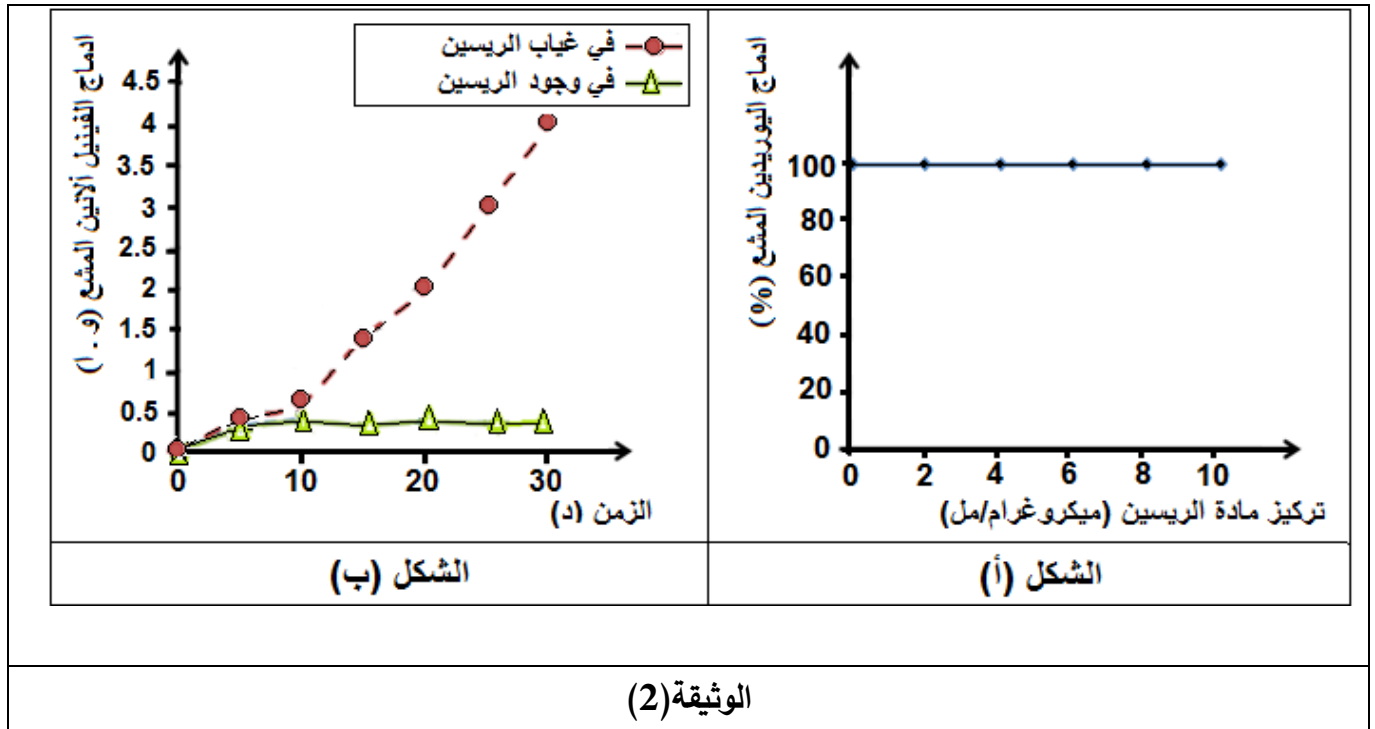 ادماج اليوريدين المشع (%)
100
80
60
40
20
0
0 2 4 6 8 10
تركيز مادة الريسين (ميكروغرام/مل)
الشكل (أ)
في غياب الريسين
في وجود الريسين
ادماج الفينيل ألانين المشع (و . ا)
4.5
4
3.5
3
2.5
2
1.5
1
0.5
0
0 10 20 30
الزمن (د)
الشكل (ب)
الوثيقة(2)